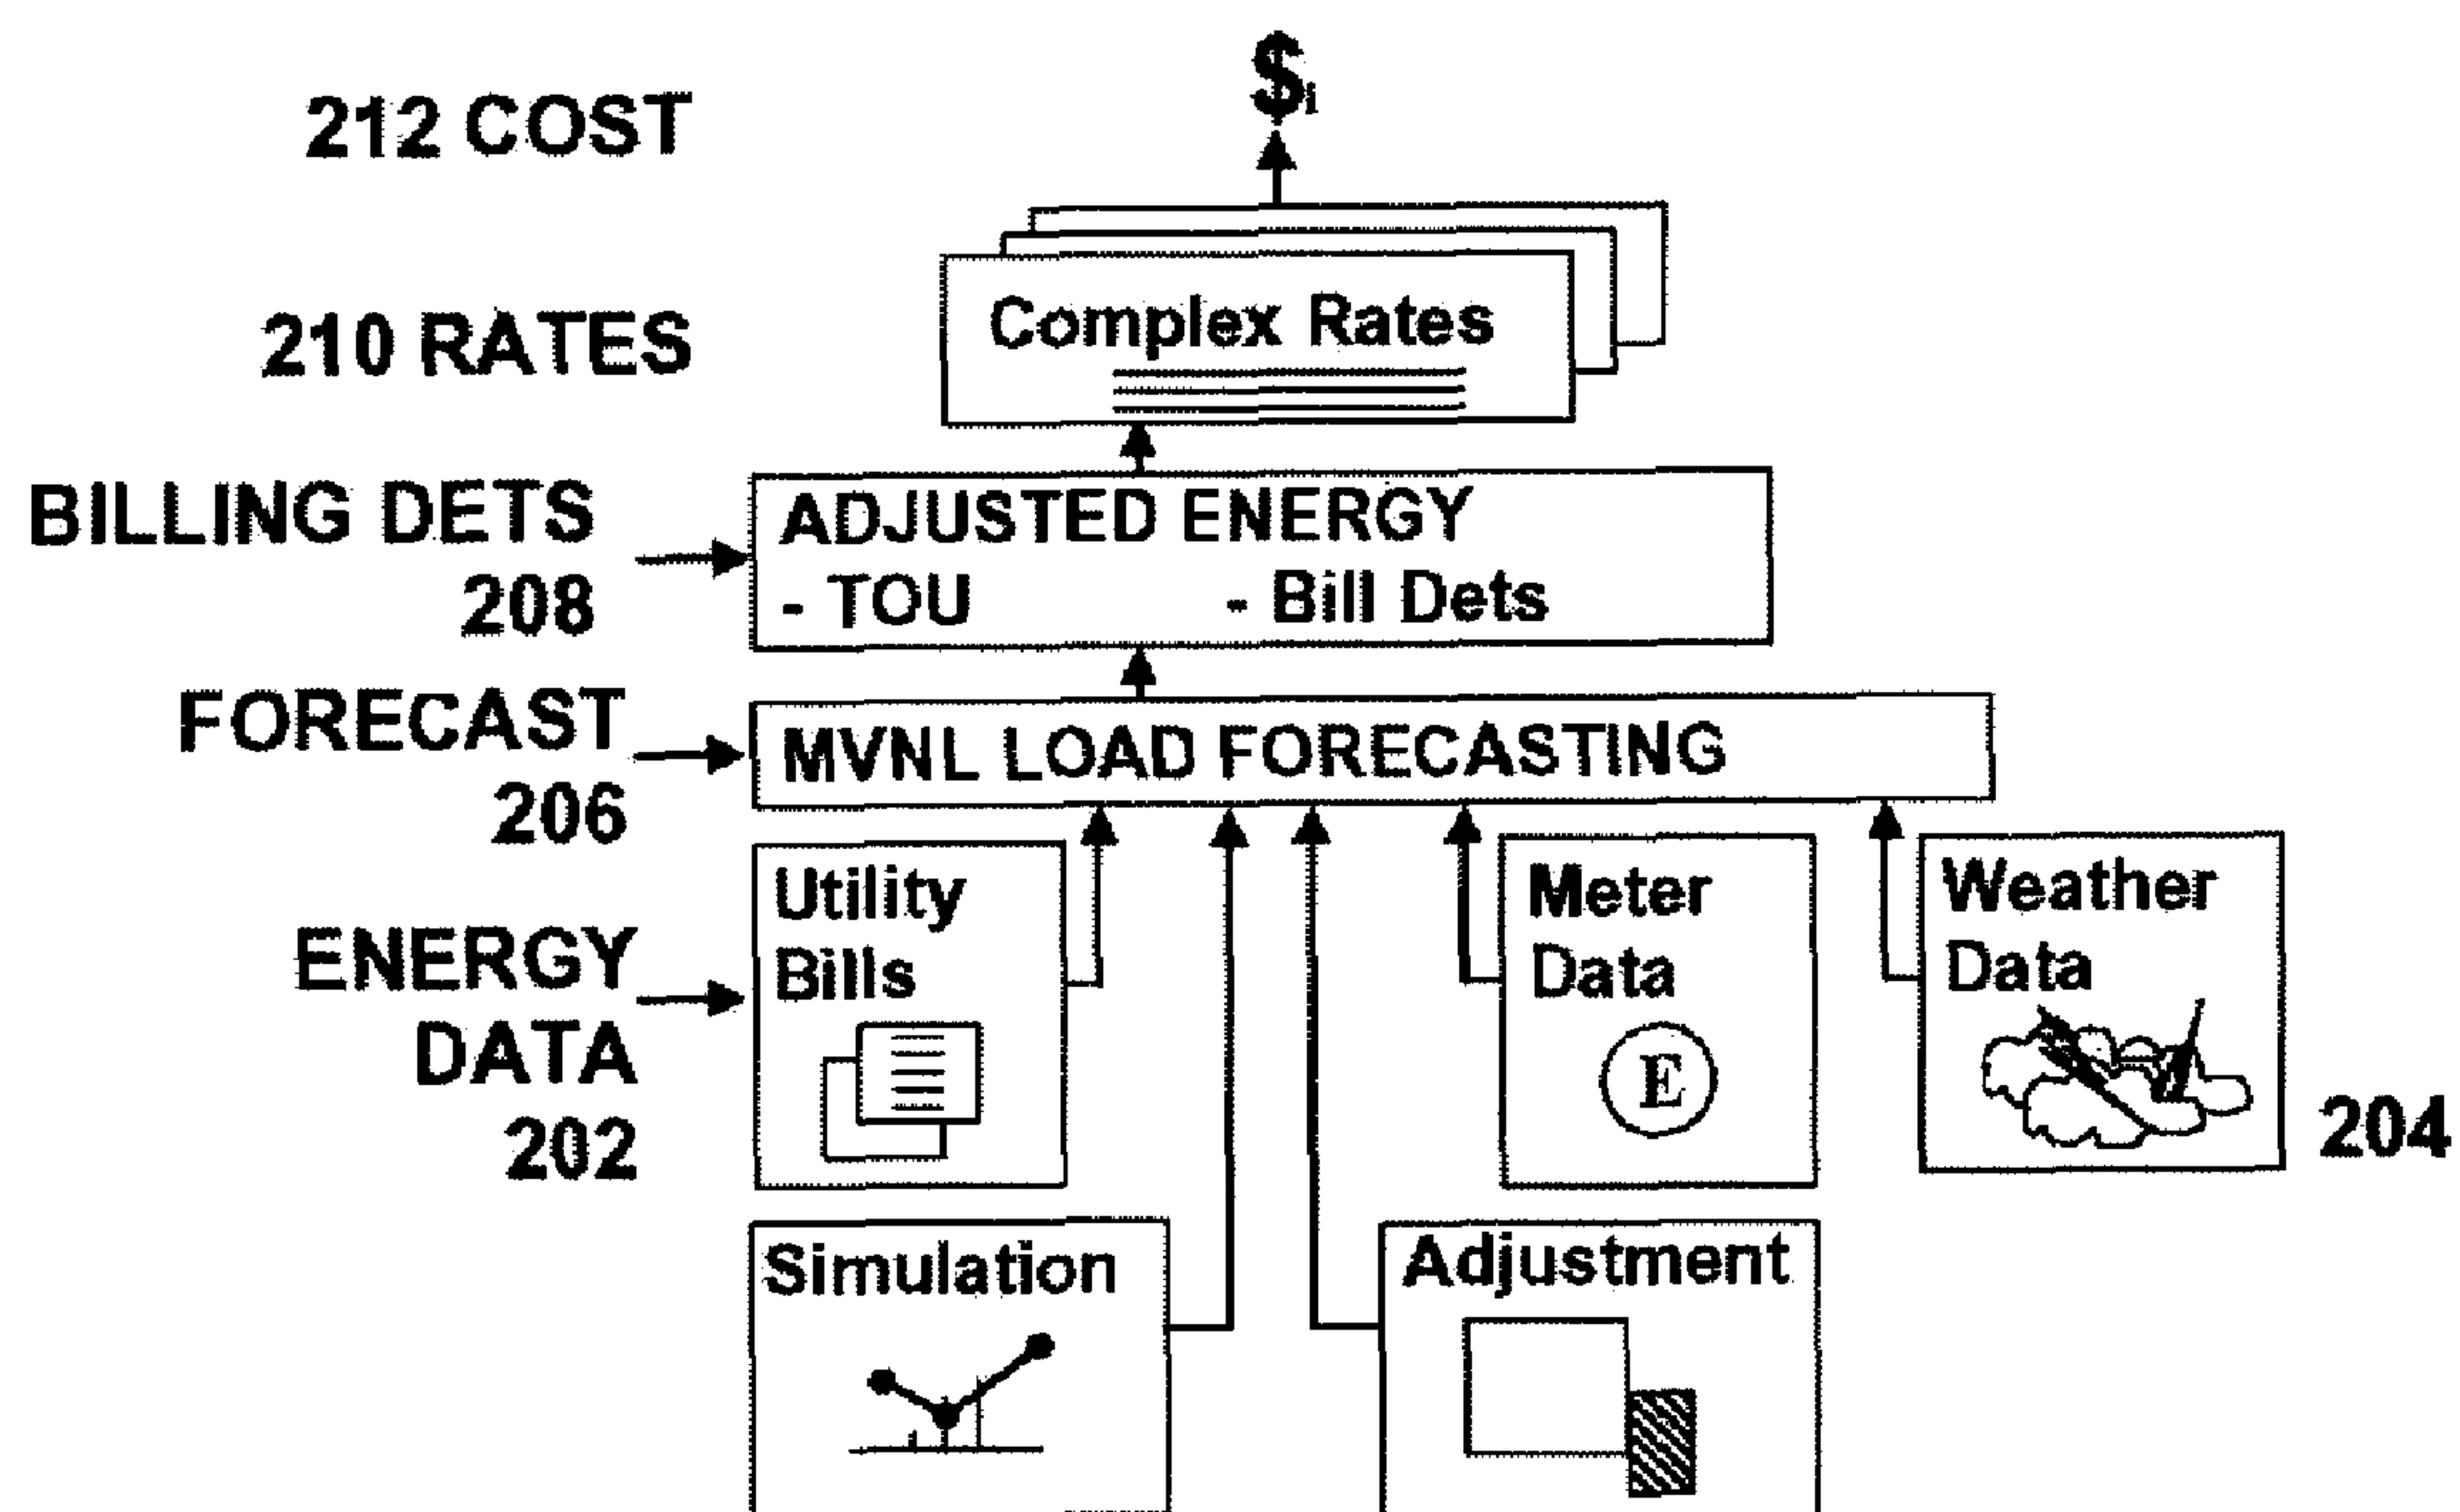 $i
212 COST
210 RATES
Complex Rates
BILLING DETS
208
ADJUSTED ENERGY
- TOU - Bill Dets
FORECAST
206
MVNL LOAD FORECASTING
ENERGY
DATA
202
Utility
Bills
Meter
Data
E
Weather
Data
204
Simulation
Adjustment